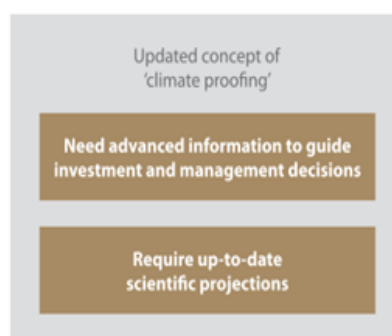 Updated concept of
‘climate proofing’
Need advanced information to guide
investment and management decisions
Require up-to-date
scientific projections